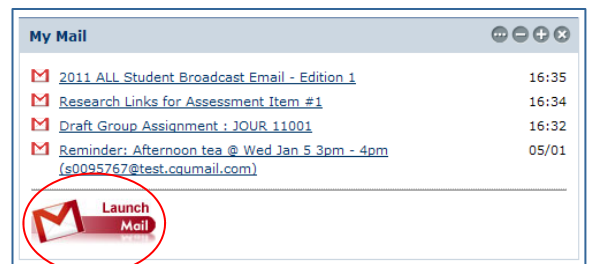 My Mail
2011 ALL Student Broadcast Email - Edition 1 16:35
Research Links for Assessment Item #1 16:34
Draft Group Assignment : JOUR 11001 16:32
Reminder: Afternoon tea @ Wed Jan 5 3pm - 4pm 05/01
(s0095767@test.cqumail.com)
Launch
Mail